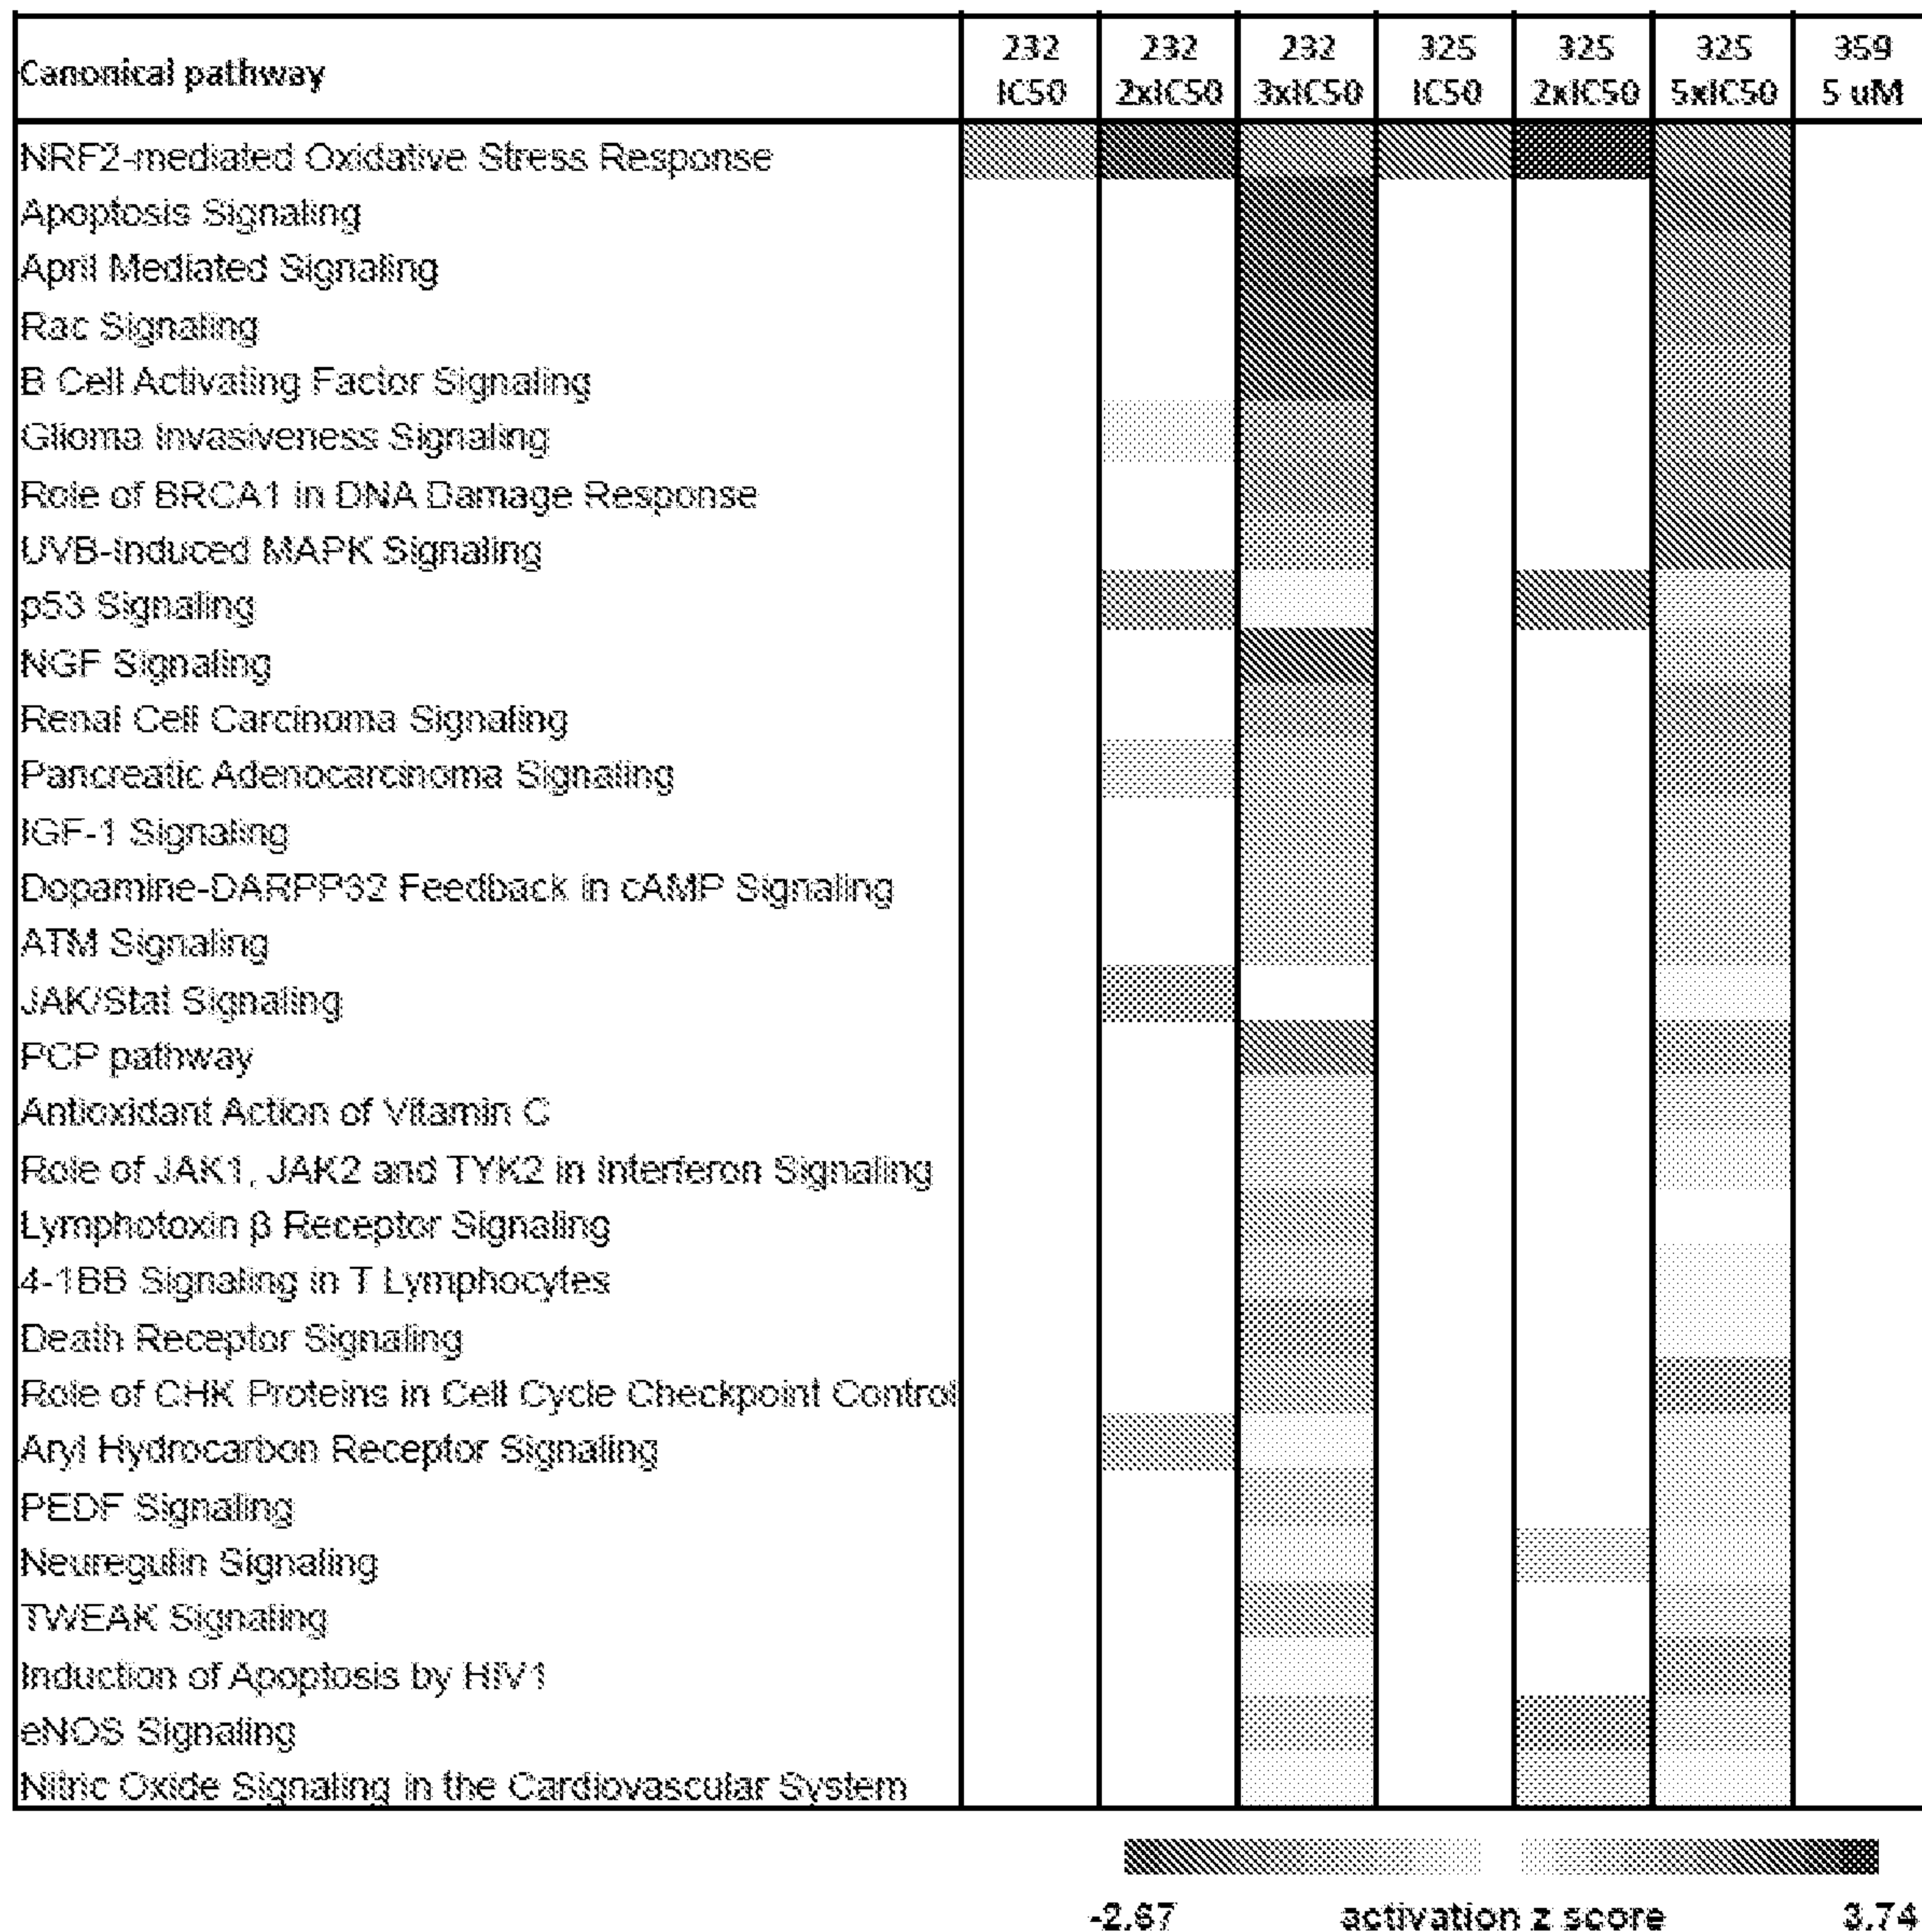 Canonical pathway 232 232 232 325 325 325 359
IC50 2xIC50 3xIC50 IC50 2xIC50 5xIC50 5 uM
NRF2-mediated Oxidative Stress Response
Apoptosis Signaling
April Mediated Signaling
Rac Signaling
B Cell Activating Factor Signaling
Glioma Invasiveness Signaling
Role of BRCA1 in DNA Damage Response
UVB-Induced MAPK Signaling
p53 Signaling
NGF Signaling
Renal Cell Carcinoma Signaling
Pancreatic Adenocarcinoma Signaling
IGF-1 Signaling
Dopamine-DARPP32 Feedback in cAMP Signaling
ATM Signaling
JAK/Stat Signaling
PCP pathway
Antioxidant Action of Vitamin C
Role of JAK1, JAK2 and TYK2 in Interferon Signaling
Lymphotoxin β Receptor Signaling
4-1BB Signaling in T Lymphocytes
Death Receptor Signaling
Role of CHK Proteins in Cell Cycle Checkpoint Control
Aryl Hydrocarbon Receptor Signaling
PEDF Signaling
Neuregulin Signaling
TWEAK Signaling
Induction of Apoptosis by HIV1
eNOS Signaling
Nitric Oxide Signaling in the Cardiovascular System
activation z score 3.74